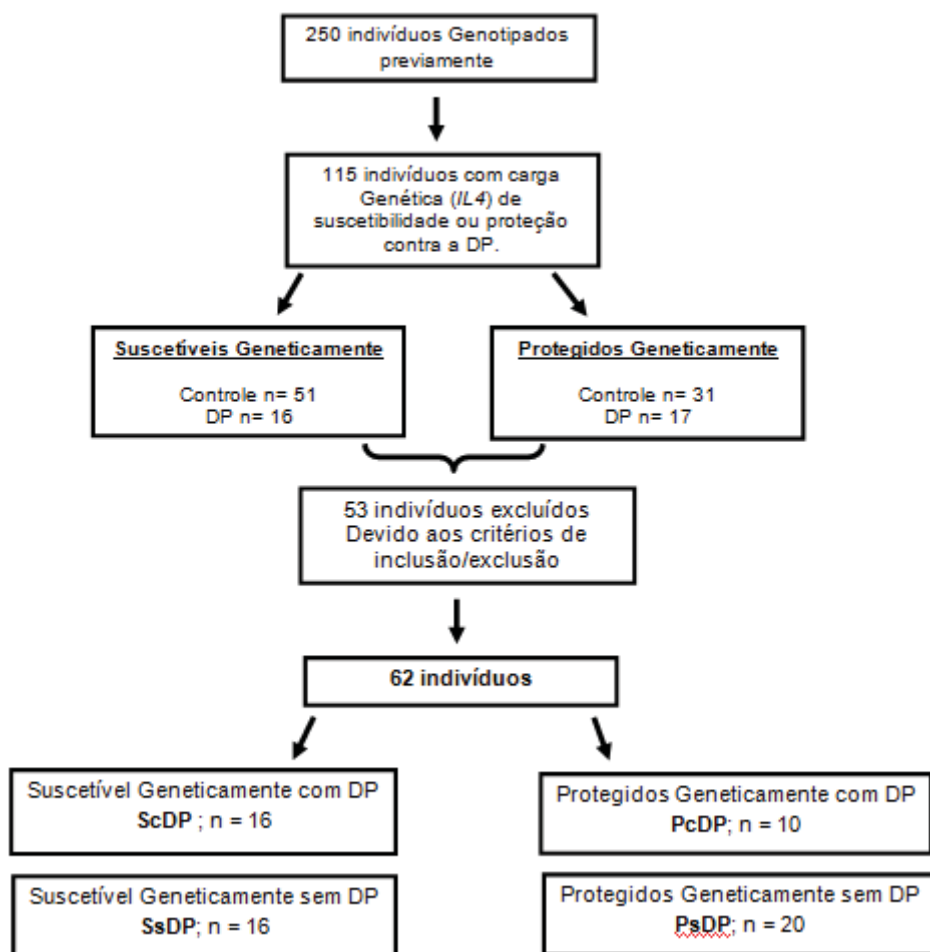 250 indivíduos Genotipados
previamente
115 indivíduos com carga
Genética (IL4) de
suscetibilidade ou proteção
contra a DP.
Suscetíveis Geneticamente
Controle n= 51
DP n= 16
Protegidos Geneticamente
Controle n= 31
DP n= 17
53 indivíduos excluídos
Devido aos critérios de
inclusão/exclusão
62 indivíduos
Suscetível Geneticamente com DP
ScDP ; n = 16
Protegidos Geneticamente com DP
PcDP; n = 10
Suscetível Geneticamente sem DP
SsDP; n = 16
Protegidos Geneticamente sem DP
PsDP; n = 20